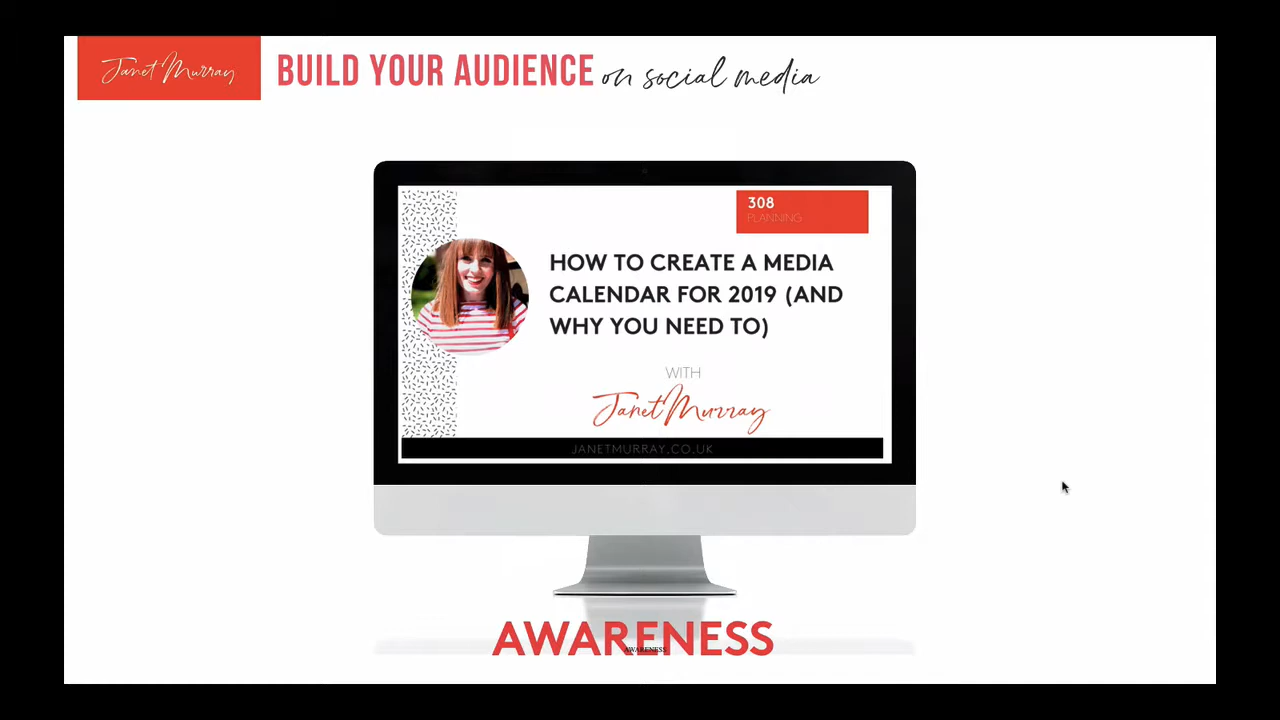 Janet Murray
BUILD YOUR AUDIENCE on social media
308
PLANNING
HOW TO CREATE A MEDIA
CALENDAR FOR 2019 (AND
WHY YOU NEED TO)
WITH
Janet Murray
JANETMURRAY.CO.UK
AWARENESS
AWARENESS